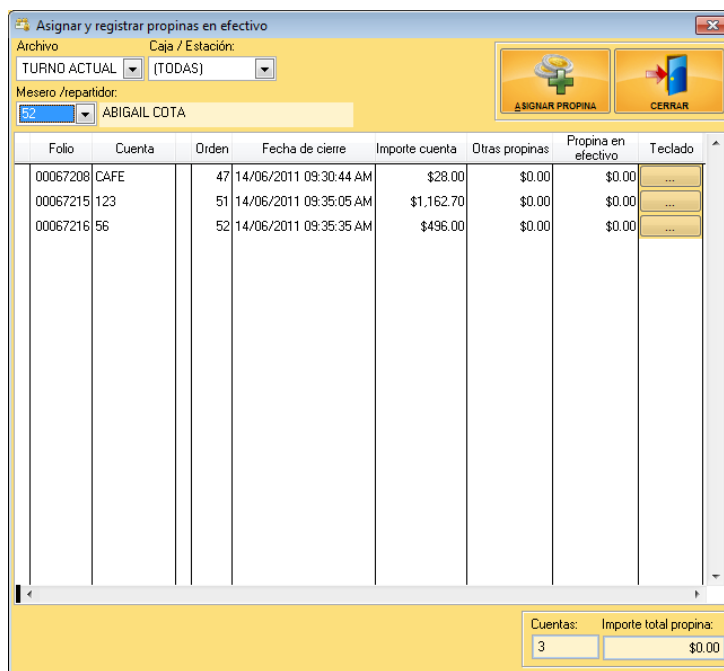 Asignar y registrar propinas en efectivo
Archivo Caja / Estación:
TURNO ACTUAL (TODAS)
Mesero /repartidor:
52 ABIGAIL COTA
ASIGNAR PROPINA CERRAR
Folio Cuenta Orden Fecha de cierre Importe cuenta Otras propinas Propina en efectivo Teclado
00067208 CAFE 47 14/06/2011 09:30:44 AM $28.00 $0.00 $0.00 ...
00067215 123 51 14/06/2011 09:35:05 AM $1,162.70 $0.00 $0.00 ...
00067216 56 52 14/06/2011 09:35:35 AM $496.00 $0.00 $0.00 ...
Cuentas: Importe total propina:
3 $0.00